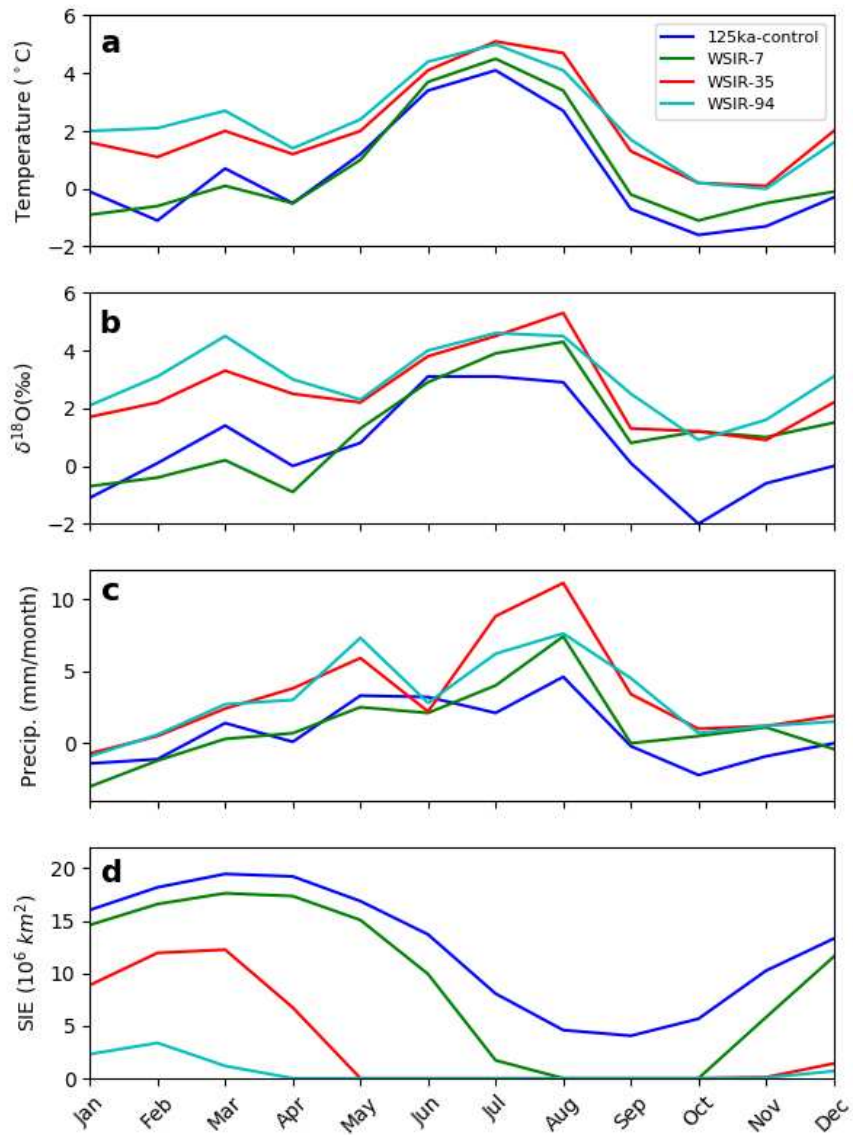 a
125ka-control
WSIR-7
WSIR-35
WSIR-94
Temperature (°C)
6
4
2
0
−2
b
δ¹⁸O(‰)
6
4
2
0
−2
c
Precip. (mm/month)
10
5
0
d
SIE (10⁶ km²)
20
15
10
5
0
Jan Feb Mar Apr May Jun Jul Aug Sep Oct Nov Dec